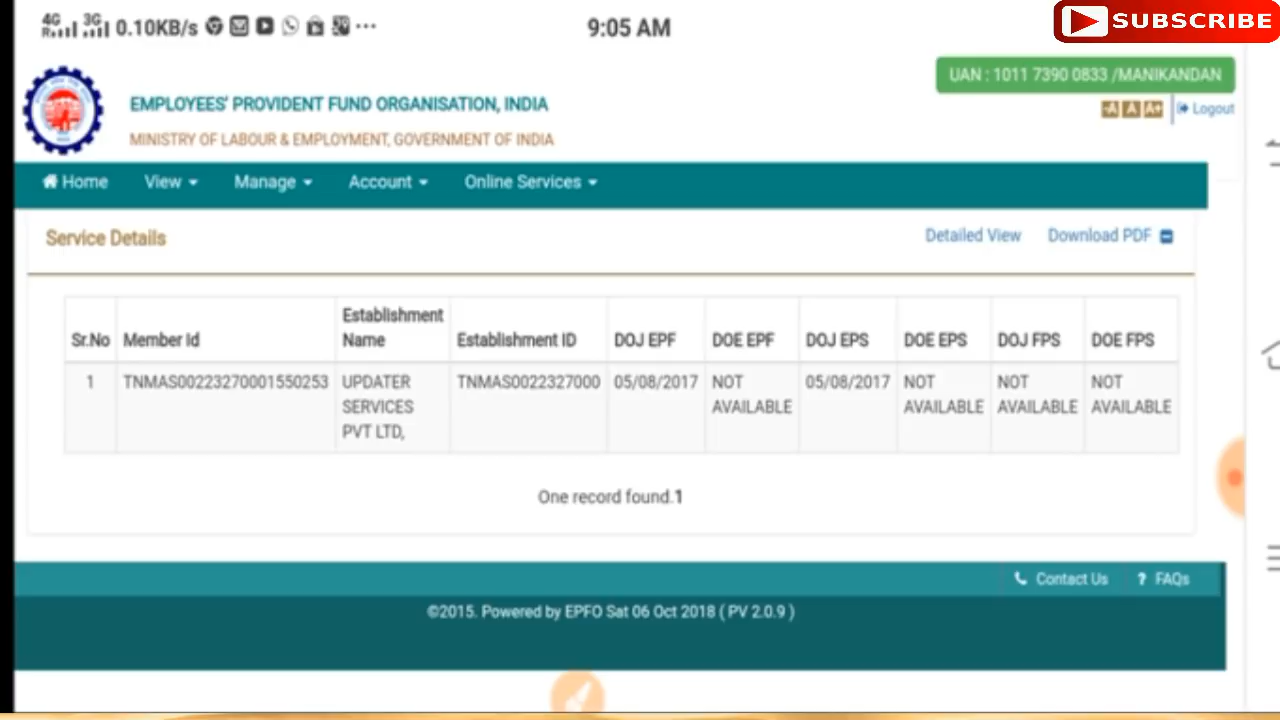 4G 3G 0.10KB/s 9:05 AM
SUBSCRIBE
UAN : 1011 7390 0833 /MANIKANDAN
EMPLOYEES' PROVIDENT FUND ORGANISATION, INDIA
-A A A+ Logout
MINISTRY OF LABOUR & EMPLOYMENT, GOVERNMENT OF INDIA
Home View Manage Account Online Services
Service Details Detailed View Download PDF
Sr.No Member Id Establishment Name Establishment ID DOJ EPF DOE EPF DOJ EPS DOE EPS DOJ FPS DOE FPS
1 TNMAS00223270001550253 UPDATER SERVICES PVT LTD, TNMAS0022327000 05/08/2017 NOT AVAILABLE 05/08/2017 NOT AVAILABLE NOT AVAILABLE NOT AVAILABLE
One record found.1
Contact Us ? FAQs
©2015. Powered by EPFO Sat 06 Oct 2018 ( PV 2.0.9 )